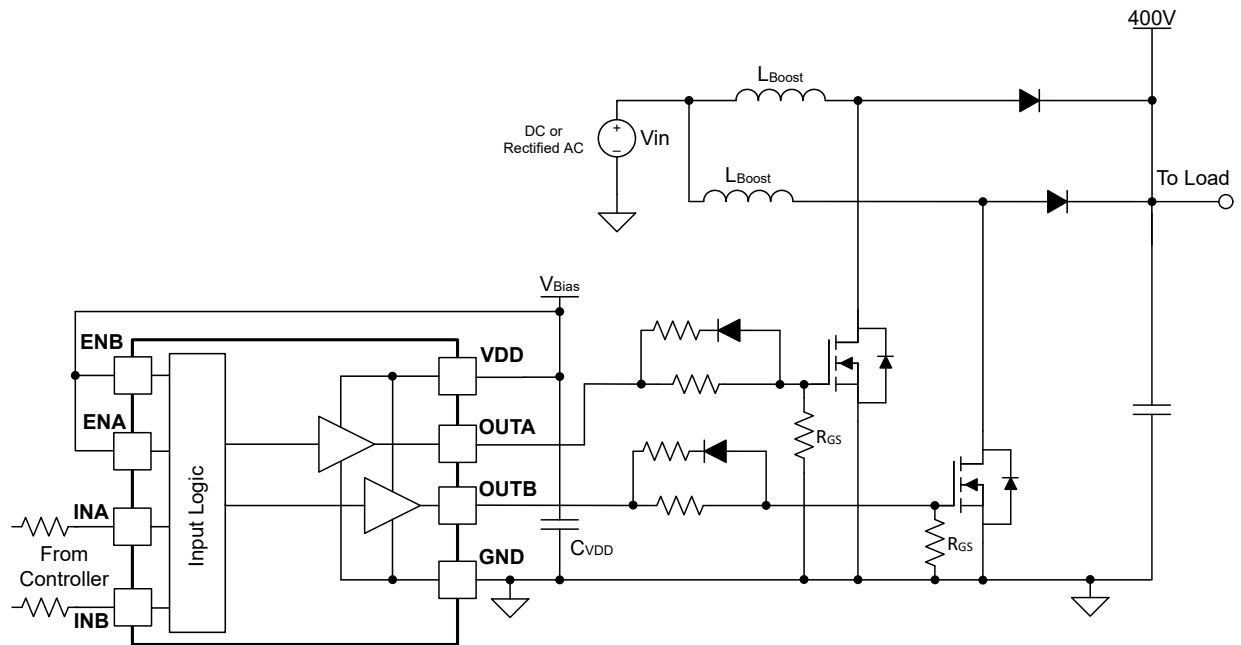 400V
LBoost
DC or
Rectified AC
+
–
Vin
LBoost
To Load
VBias
ENB
VDD
ENA
OUTA
RGS
Input Logic
INA
OUTB
From
Controller
CVDD
RGS
GND
INB